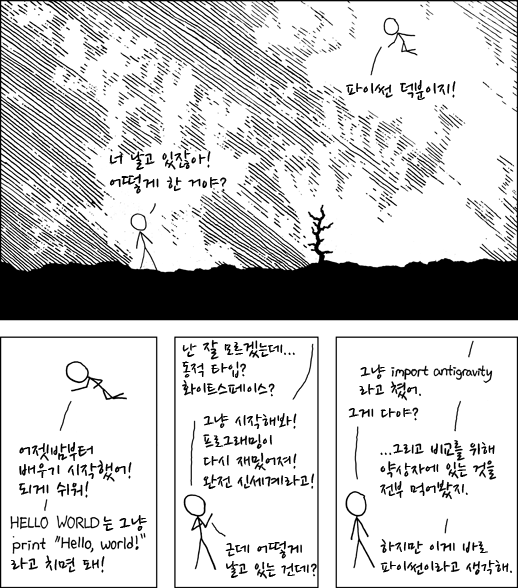 너 날고 있잖아!
어떻게 한 거야?
파이썬 덕분이지!
어젯밤부터
배우기 시작했어!
되게 쉬워!
HELLO WORLD는 그냥
print "Hello, world!"
라고 치면 돼!
난 잘 모르겠는데...
동적 타입?
화이트스페이스?
그냥 시작해봐!
프로그래밍이
다시 재밌어져!
완전 신세계라고!
근데 어떻게
날고 있는 건데?
그냥 import antigravity
라고 쳤어.
그게 다야?
...그리고 비교를 위해
약상자에 있는 것을
전부 먹어봤지.
하지만 이게 바로
파이썬이라고 생각해.